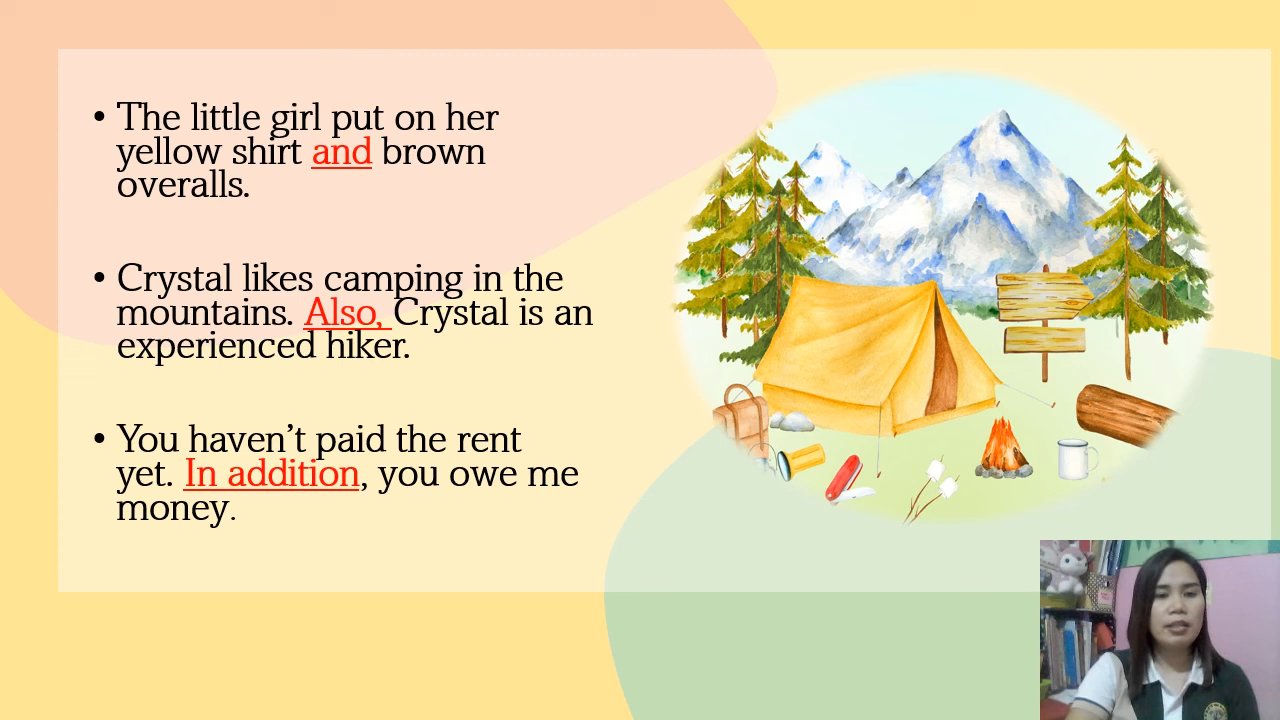 • The little girl put on her
yellow shirt and brown
overalls.
• Crystal likes camping in the
mountains. Also, Crystal is an
experienced hiker.
• You haven’t paid the rent
yet. In addition, you owe me
money.